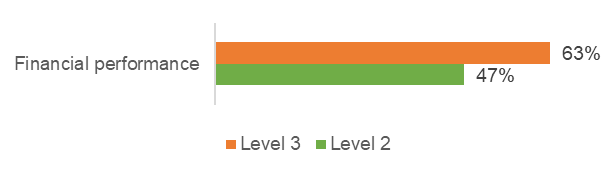 63%
Financial performance
47%
Level 3 Level 2